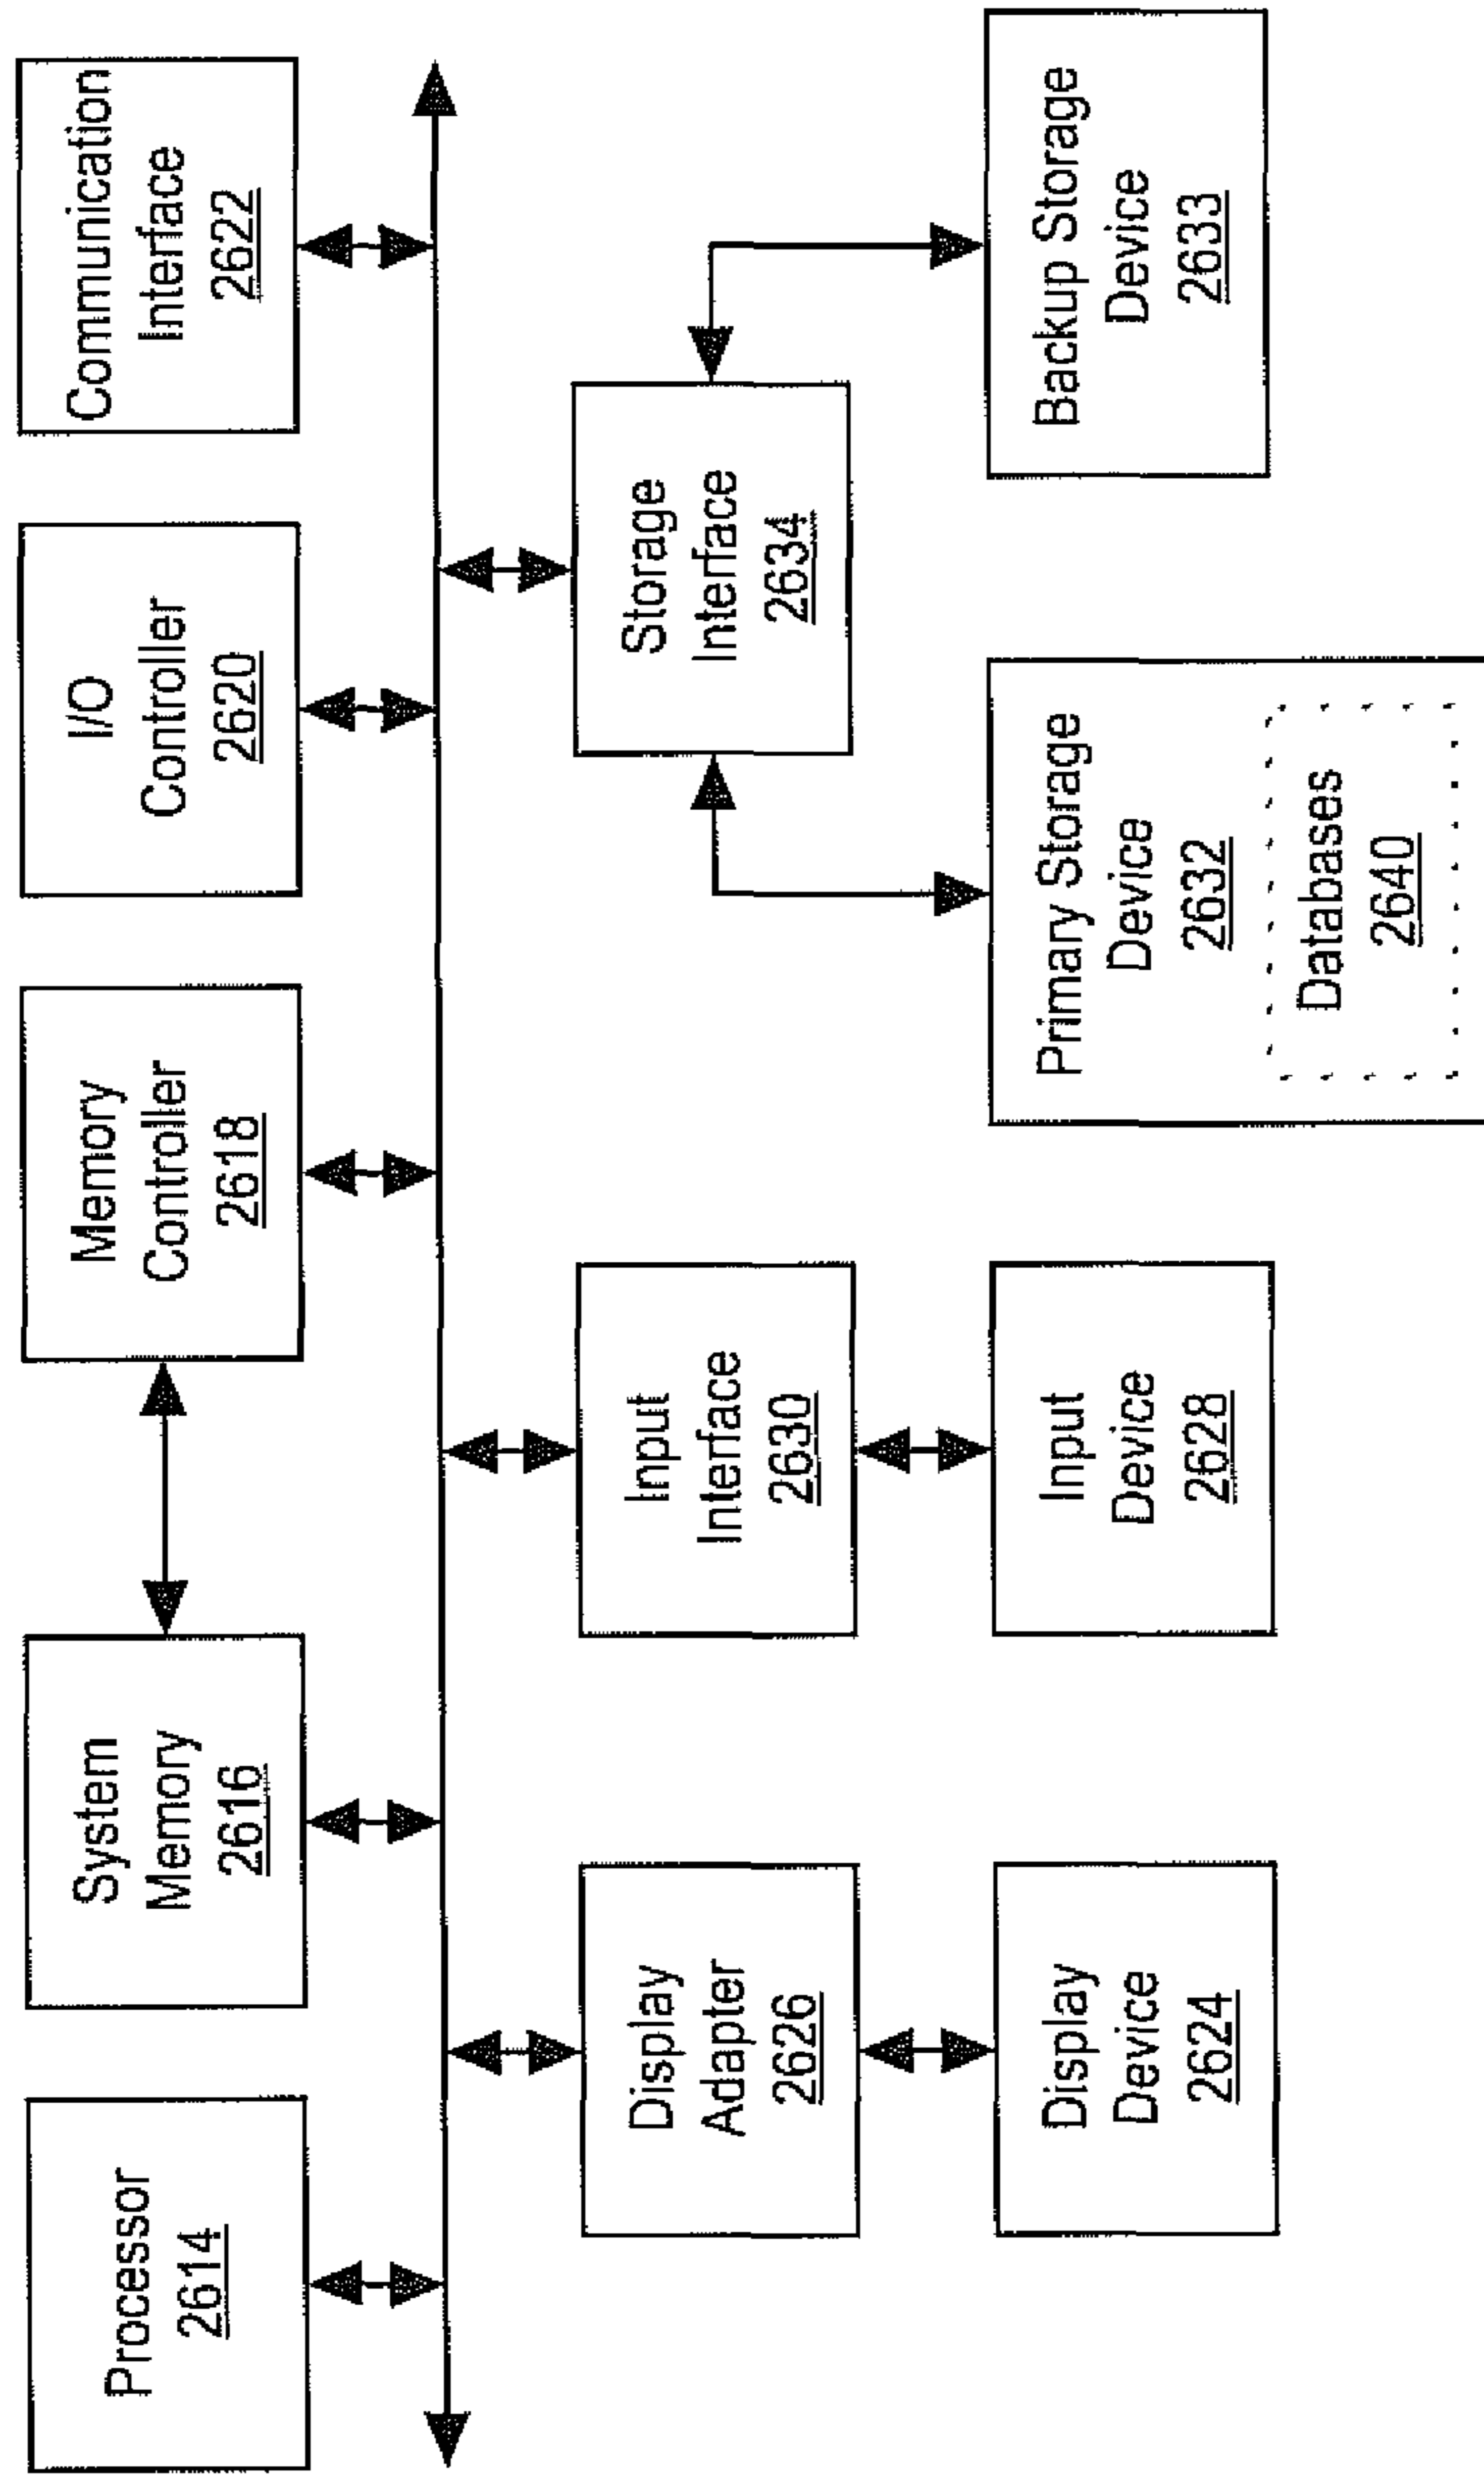 Processor
2614
System
Memory
2616
Memory
Controller
2618
I/O
Controller
2620
Communication
Interface
2622
Display
Adapter
2626
Input
Interface
2630
Storage
Interface
2634
Display
Device
2624
Input
Device
2628
Primary Storage
Device
2632
Databases
2640
Backup Storage
Device
2633